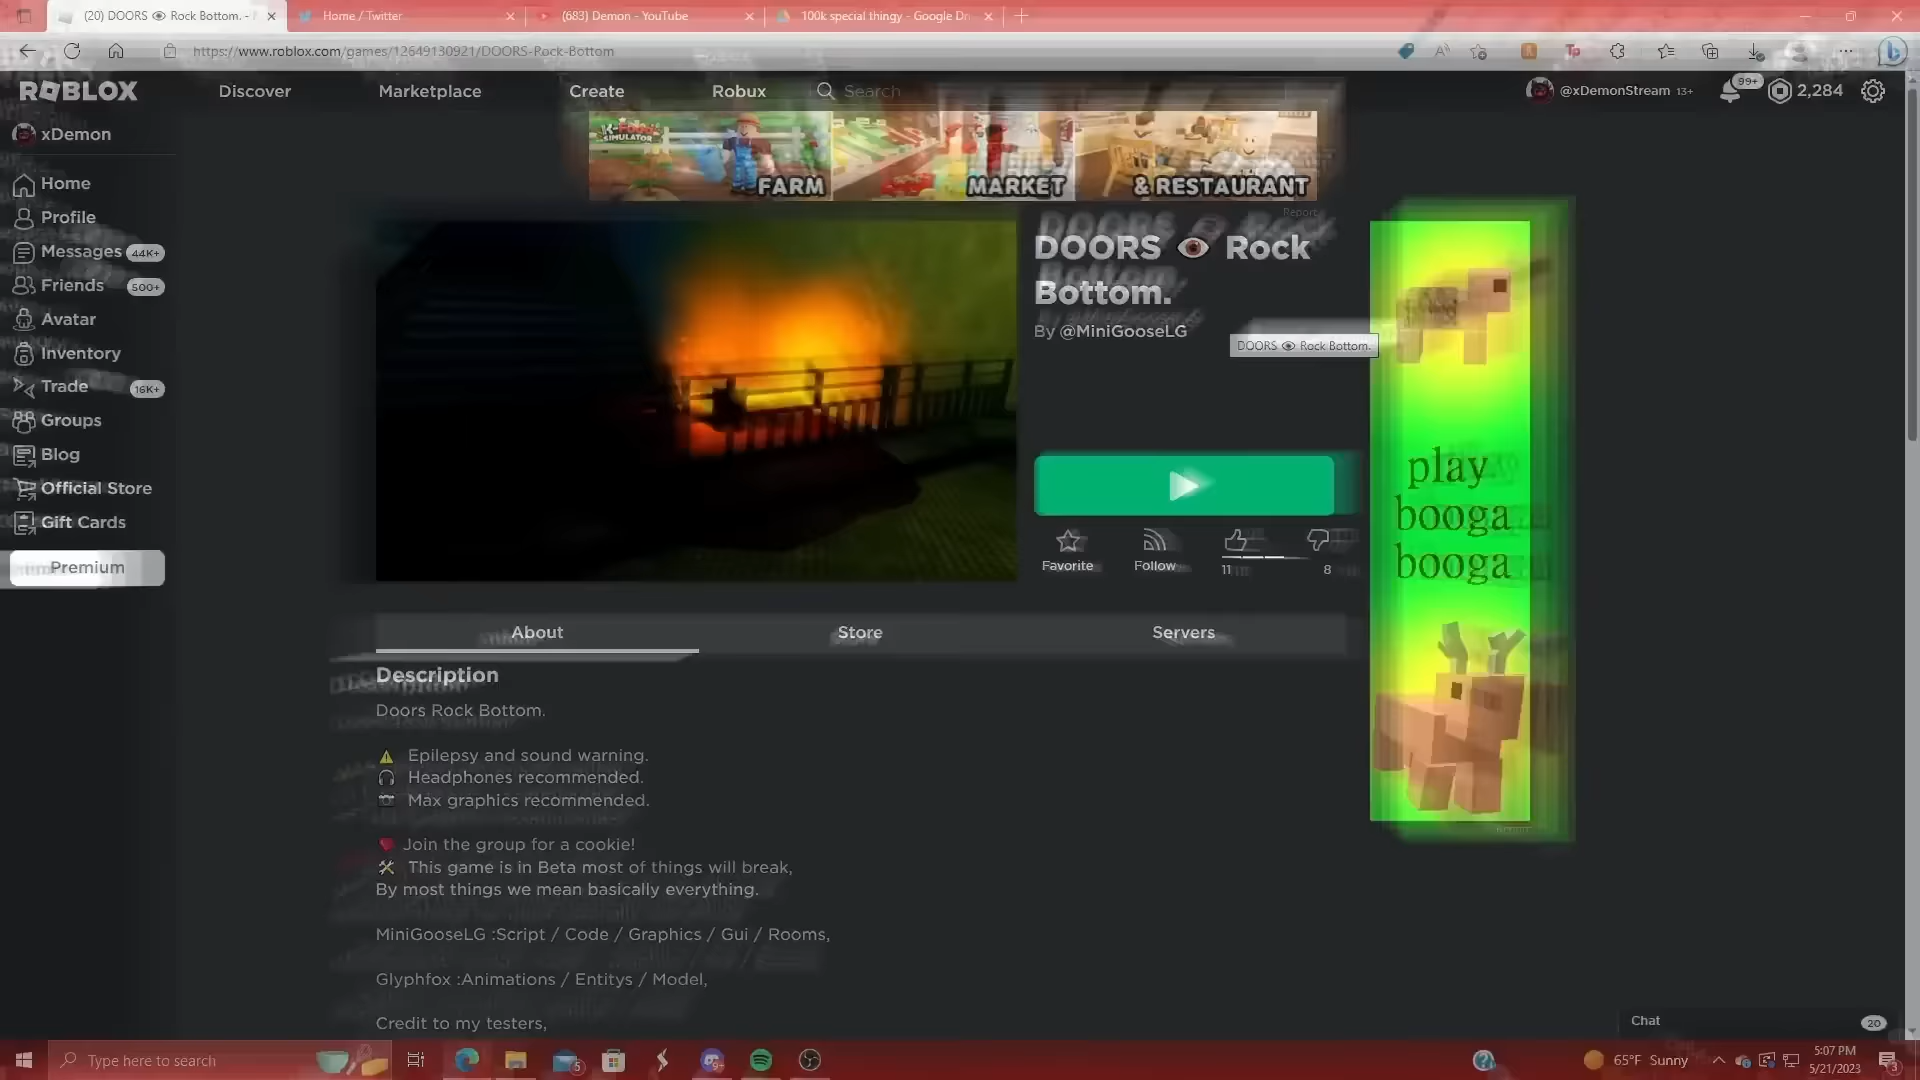 (20) DOORS 👁 Rock Bottom. -
Home / Twitter
(683) Demon - YouTube
100k special thingy - Google Dr
https://www.roblox.com/games/12649130921/DOORS-Rock-Bottom
ROBLOX
Discover
Marketplace
Create
Robux
Search
@xDemonStream 13+
99+
2,284
xDemon
Home
Profile
Messages 44K+
Friends 500+
Avatar
Inventory
Trade 16K+
Groups
Blog
Official Store
Gift Cards
Premium
SIMULATOR
FARM
MARKET
& RESTAURANT
Report
DOORS 👁 Rock
Bottom.
By @MiniGooseLG
DOORS 👁 Rock Bottom.
Favorite
Follow
11
8
play
booga
booga
About
Store
Servers
Description
Doors Rock Bottom.
⚠ Epilepsy and sound warning.
🎧 Headphones recommended.
📷 Max graphics recommended.
❤ Join the group for a cookie!
🛠 This game is in Beta most of things will break,
By most things we mean basically everything.
MiniGooseLG :Script / Code / Graphics / Gui / Rooms,
Glyphfox :Animations / Entitys / Model,
Credit to my testers,
Chat
20
Type here to search
5
9+
65°F Sunny
5:07 PM
5/21/2023
3